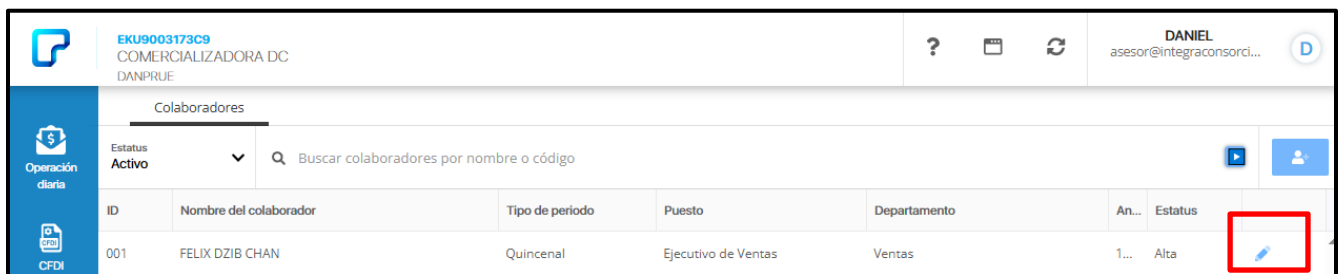 EKU9003173C9
COMERCIALIZADORA DC
DANPRUE
?
DANIEL
asesor@integraconsorci...
D
Colaboradores
Operación
diaria
Estatus
Activo
Buscar colaboradores por nombre o código
ID Nombre del colaborador Tipo de periodo Puesto Departamento An... Estatus
CFDI
CFDI
001 FELIX DZIB CHAN Quincenal Ejecutivo de Ventas Ventas 1... Alta